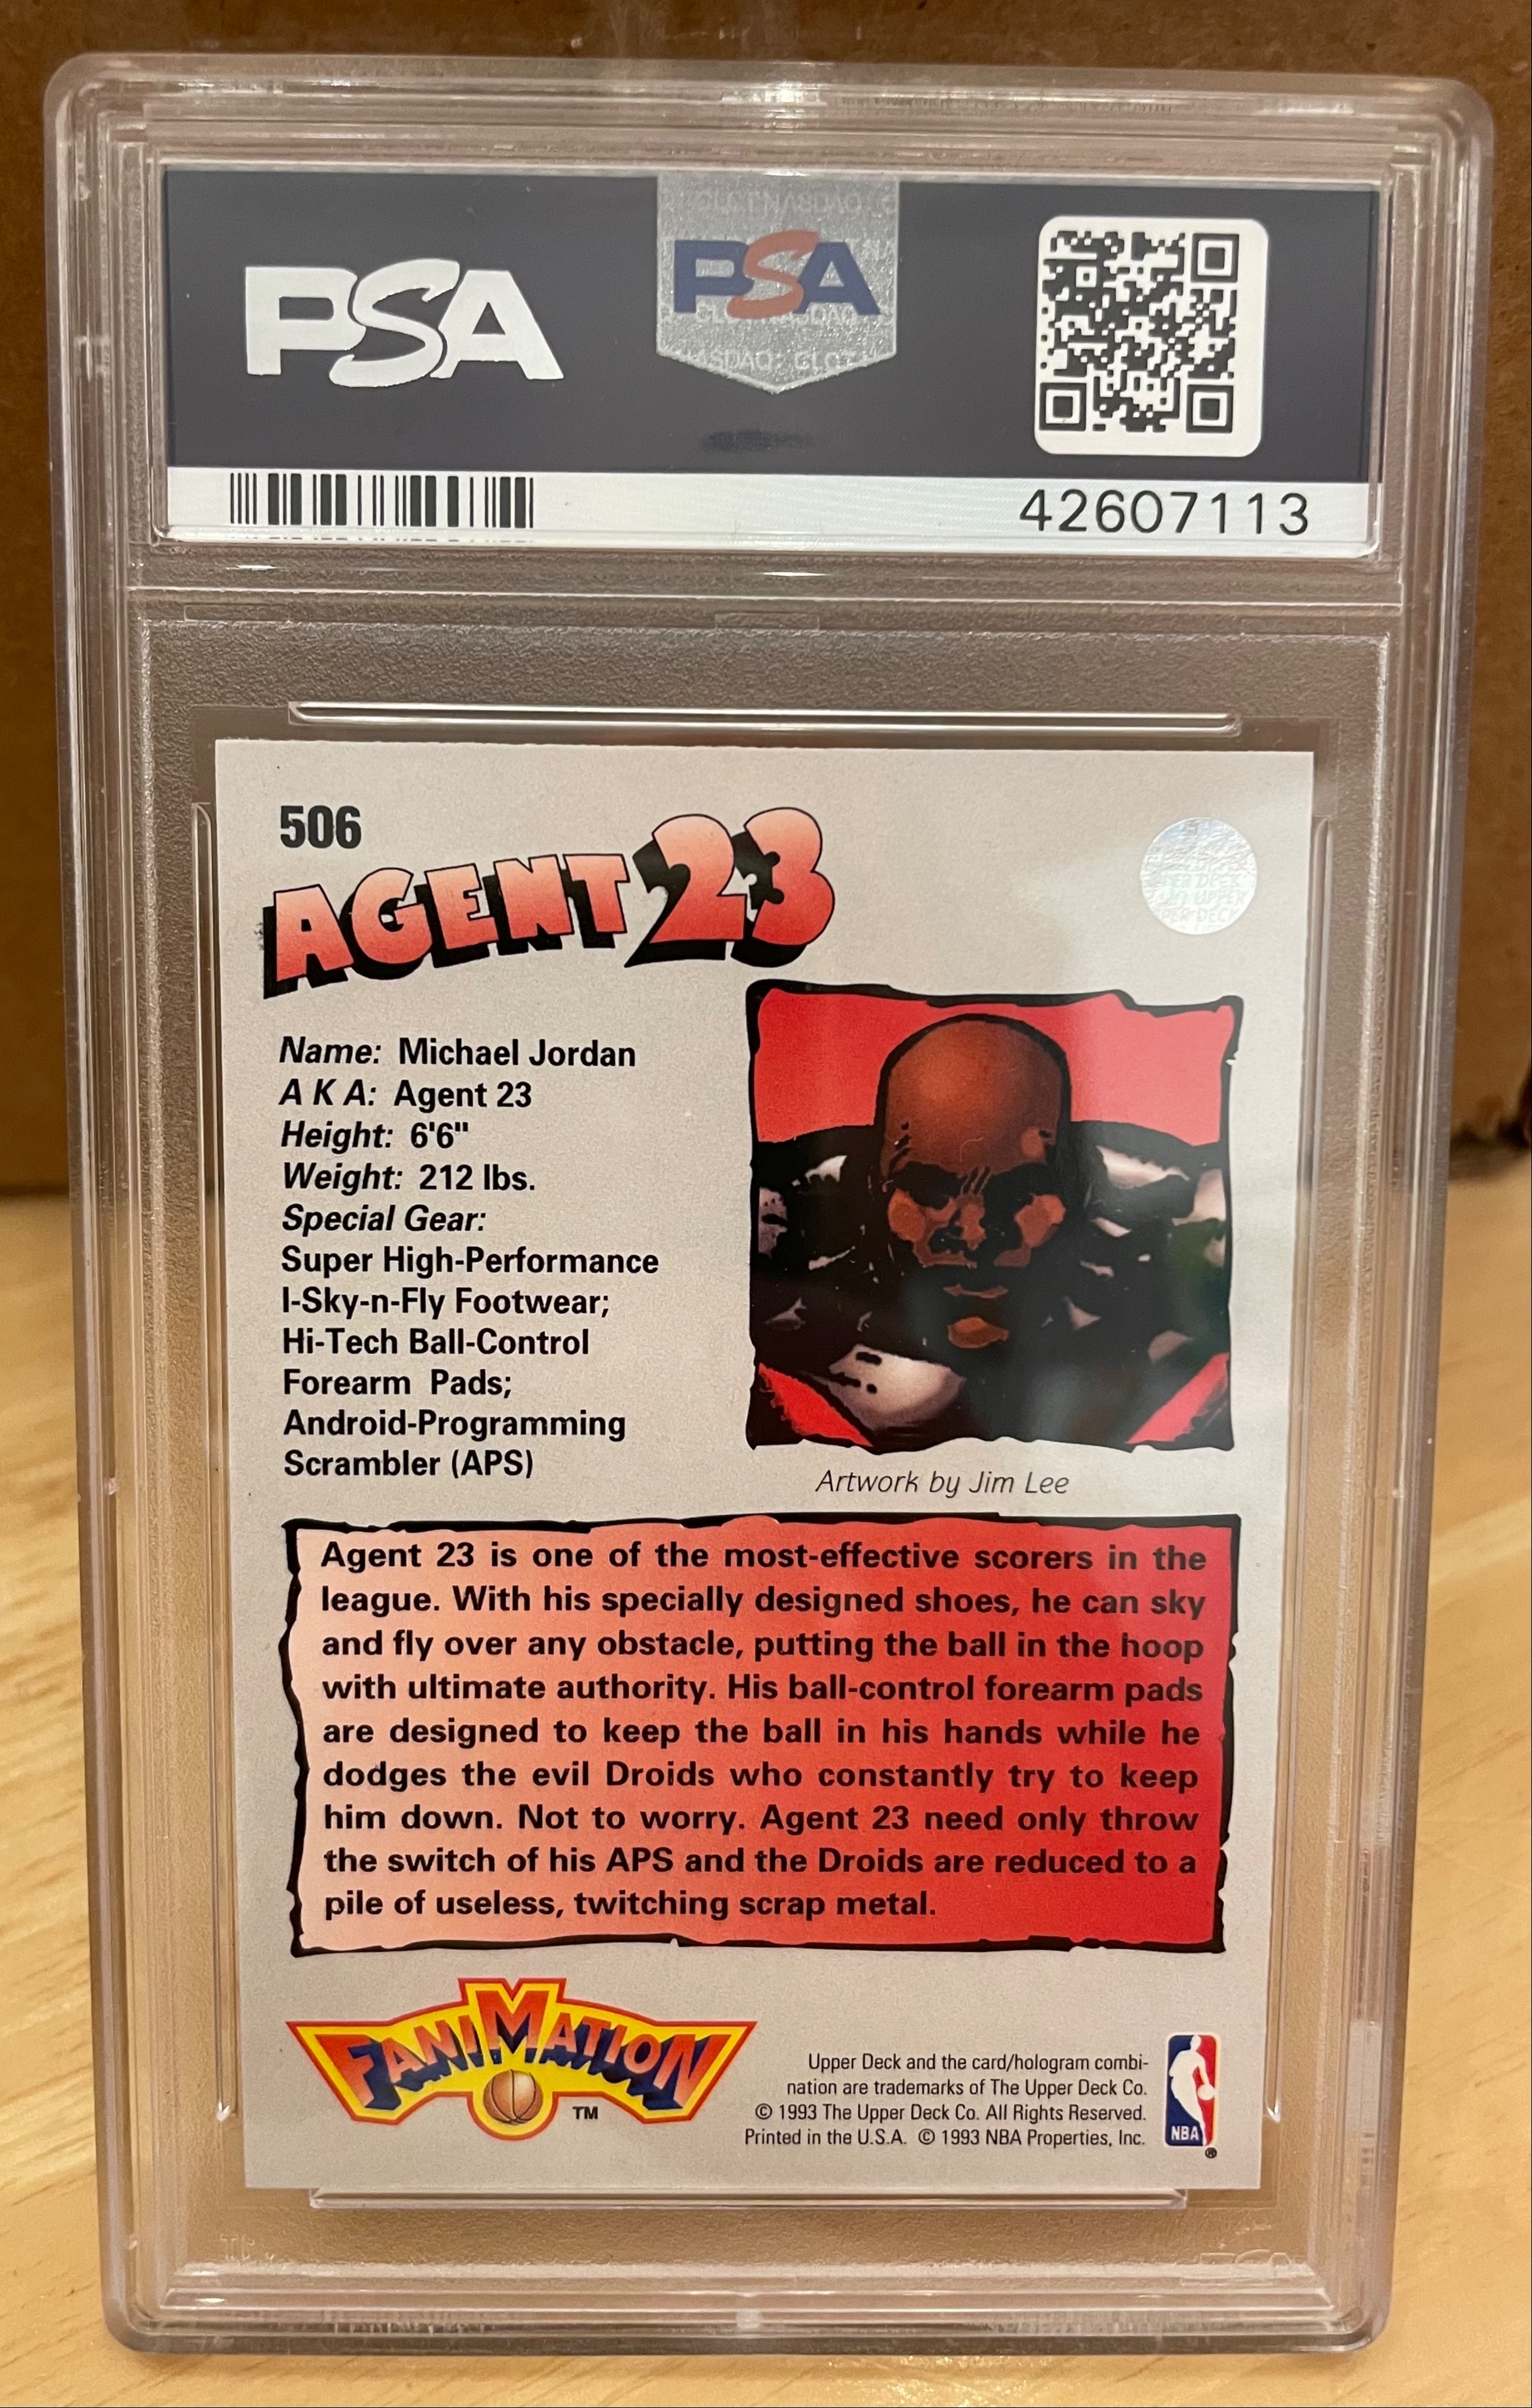 PSA
PSA
NASDAQ: CLCT
42607113
506
AGENT 23
Name: Michael Jordan
A K A: Agent 23
Height: 6'6"
Weight: 212 lbs.
Special Gear:
Super High-Performance
I-Sky-n-Fly Footwear;
Hi-Tech Ball-Control
Forearm Pads;
Android-Programming
Scrambler (APS)
Artwork by Jim Lee
Agent 23 is one of the most-effective scorers in the
league. With his specially designed shoes, he can sky
and fly over any obstacle, putting the ball in the hoop
with ultimate authority. His ball-control forearm pads
are designed to keep the ball in his hands while he
dodges the evil Droids who constantly try to keep
him down. Not to worry. Agent 23 need only throw
the switch of his APS and the Droids are reduced to a
pile of useless, twitching scrap metal.
FANIMATION
TM
Upper Deck and the card/hologram combi-
nation are trademarks of The Upper Deck Co.
© 1993 The Upper Deck Co. All Rights Reserved.
Printed in the U.S.A. © 1993 NBA Properties, Inc.
NBA
®